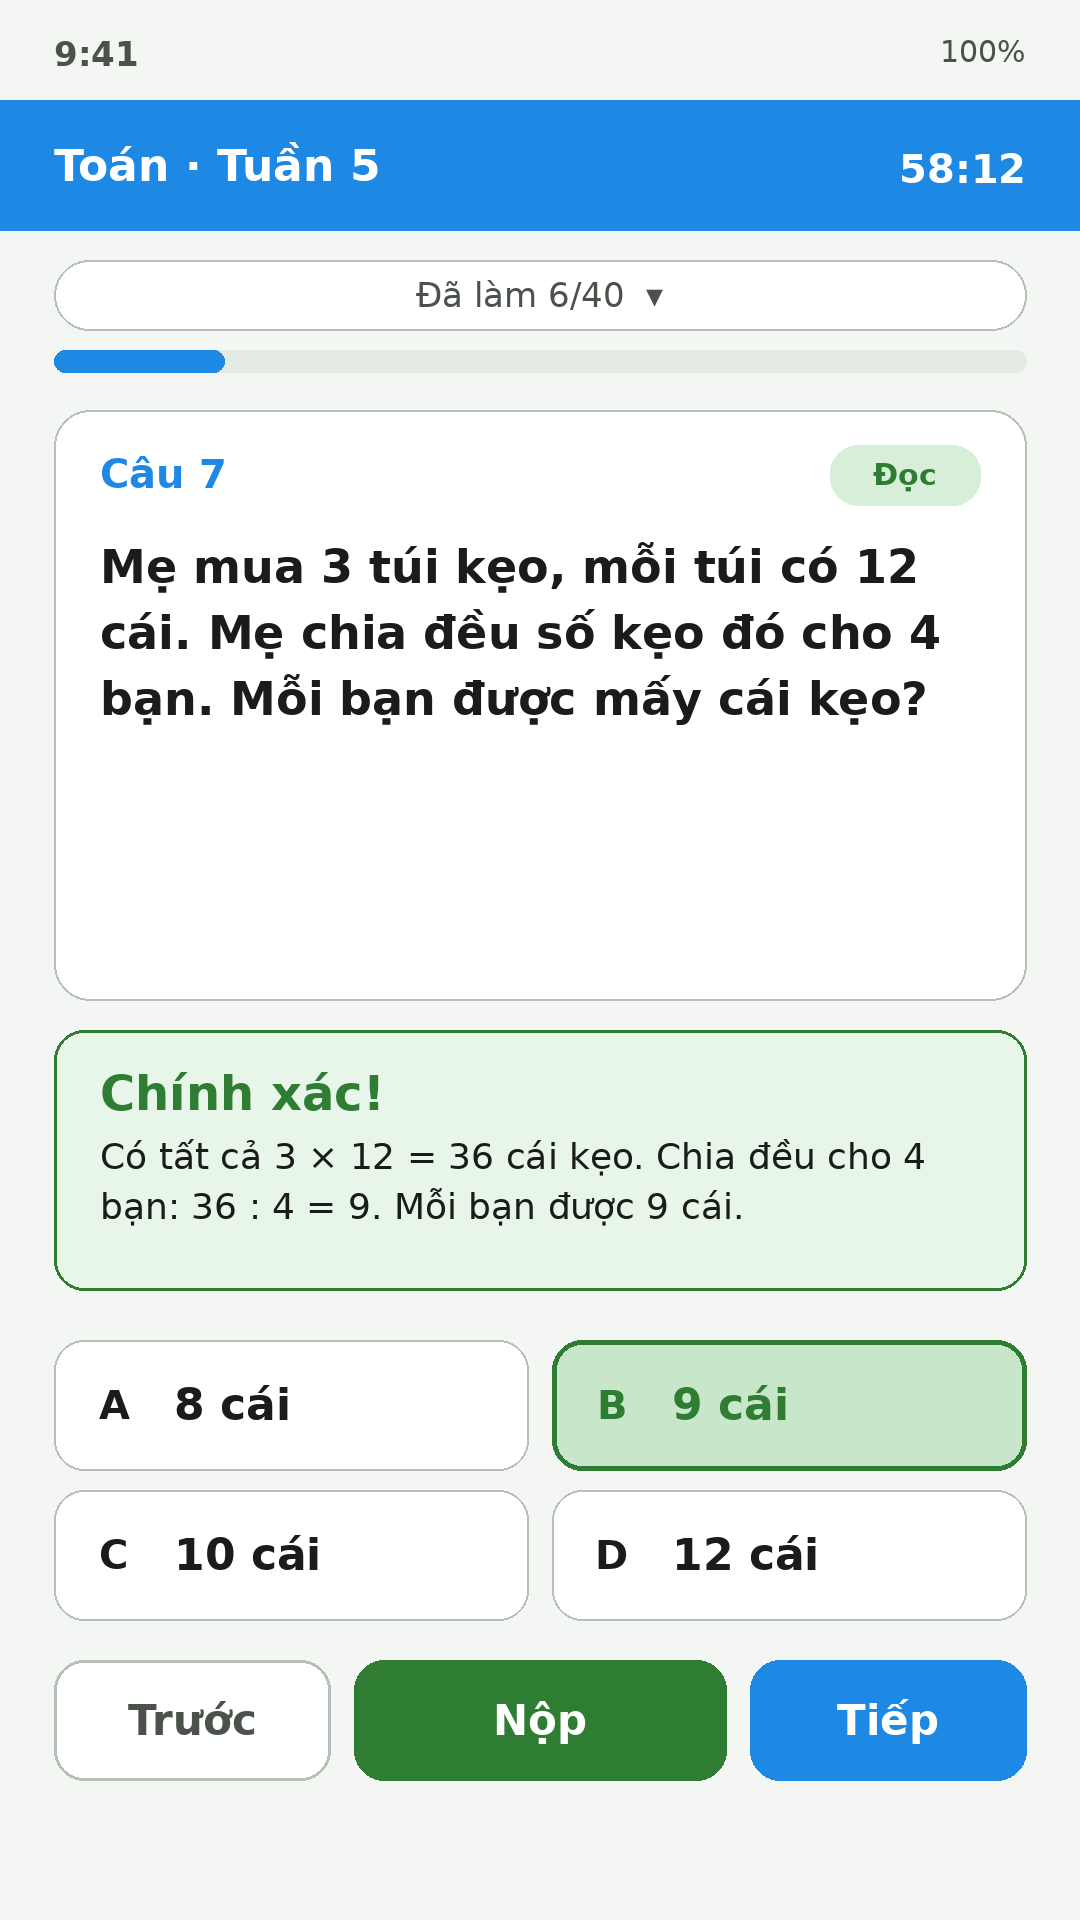 9:41
100%
Toán · Tuần 5
58:12
Đã làm 6/40 ▾
Câu 7
Đọc
Mẹ mua 3 túi kẹo, mỗi túi có 12
cái. Mẹ chia đều số kẹo đó cho 4
bạn. Mỗi bạn được mấy cái kẹo?
Chính xác!
Có tất cả 3 × 12 = 36 cái kẹo. Chia đều cho 4
bạn: 36 : 4 = 9. Mỗi bạn được 9 cái.
A 8 cái
B 9 cái
C 10 cái
D 12 cái
Trước
Nộp
Tiếp